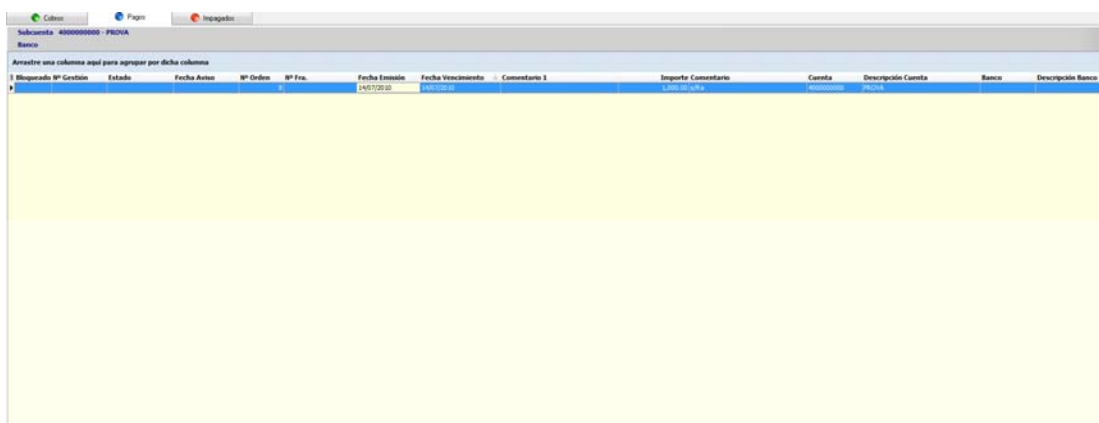 Cobros Pagos Impagados
Subcuenta 4000000000 - PROVA
Banco
Arrastre una columna aquí para agrupar por dicha columna
Bloqueado Nº Gestión Estado Fecha Aviso Nº Orden Nº Fra. Fecha Emisión Fecha Vencimiento Comentario 1 Importe Comentario Cuenta Descripción Cuenta Banco Descripción Banco
14/07/2010 14/07/2010 1,000.00 s/fra 4000000000 PROVA